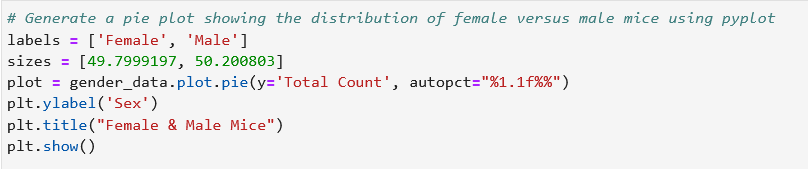 # Generate a pie plot showing the distribution of female versus male mice using pyplot
labels = ['Female', 'Male']
sizes = [49.7999197, 50.200803]
plot = gender_data.plot.pie(y='Total Count', autopct="%1.1f%%")
plt.ylabel('Sex')
plt.title("Female & Male Mice")
plt.show()